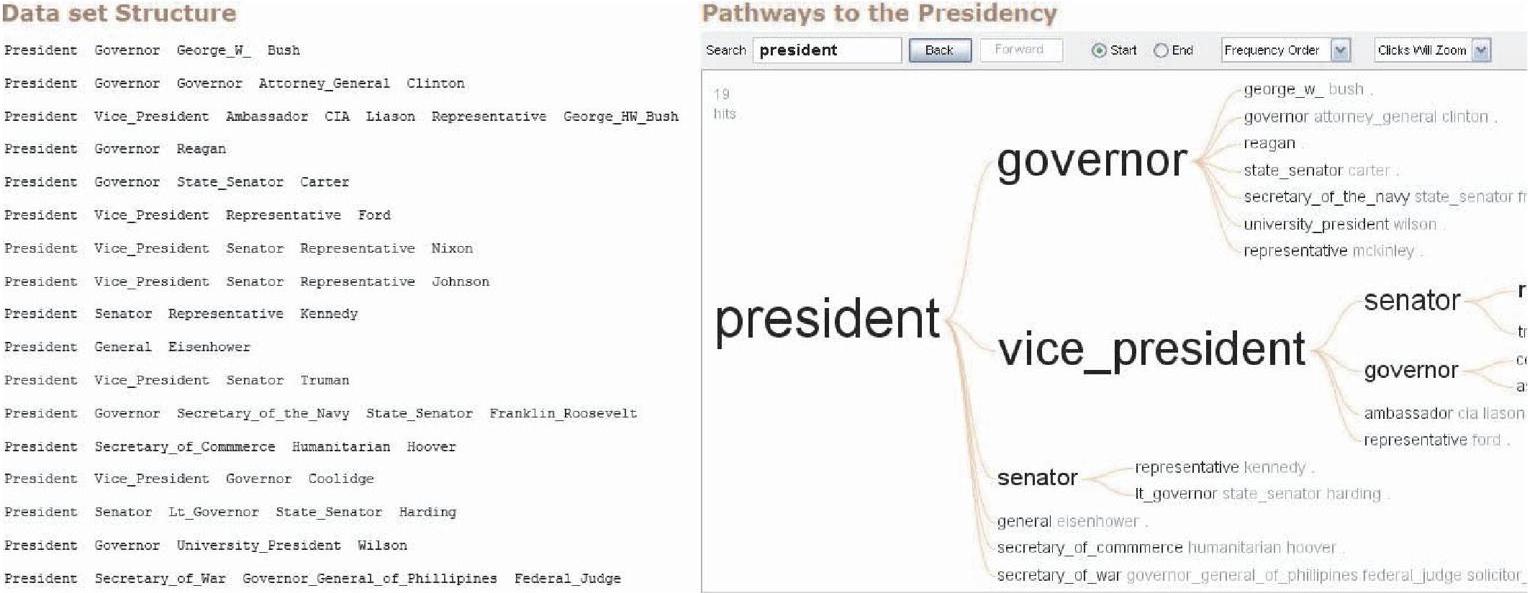 Data set Structure
President Governor George_W_ Bush
President Governor Governor Attorney_General Clinton
President Vice_President Ambassador CIA Liason Representative George_HW_Bush
President Governor Reagan
President Governor State_Senator Carter
President Vice_President Representative Ford
President Vice_President Senator Representative Nixon
President Vice_President Senator Representative Johnson
President Senator Representative Kennedy
President General Eisenhower
President Vice_President Senator Truman
President Governor Secretary_of_the_Navy State_Senator Franklin_Roosevelt
President Secretary_of_Commmerce Humanitarian Hoover
President Vice_President Governor Coolidge
President Senator Lt_Governor State_Senator Harding
President Governor University_President Wilson
President Secretary_of_War Governor_General_of_Phillipines Federal_Judge
Pathways to the Presidency
Search president Back Forward Start End Frequency Order Clicks Will Zoom
19
hits
president
governor
george_w_ bush .
governor attorney_general clinton .
reagan .
state_senator carter .
secretary_of_the_navy state_senator fr
university_president wilson .
representative mckinley .
vice_president
senator
r
tr
governor
co
as
ambassador cia liason
representative ford .
senator
representative kennedy .
lt_governor state_senator harding .
general eisenhower .
secretary_of_commmerce humanitarian hoover .
secretary_of_war governor_general_of_phillipines federal_judge solicitor_